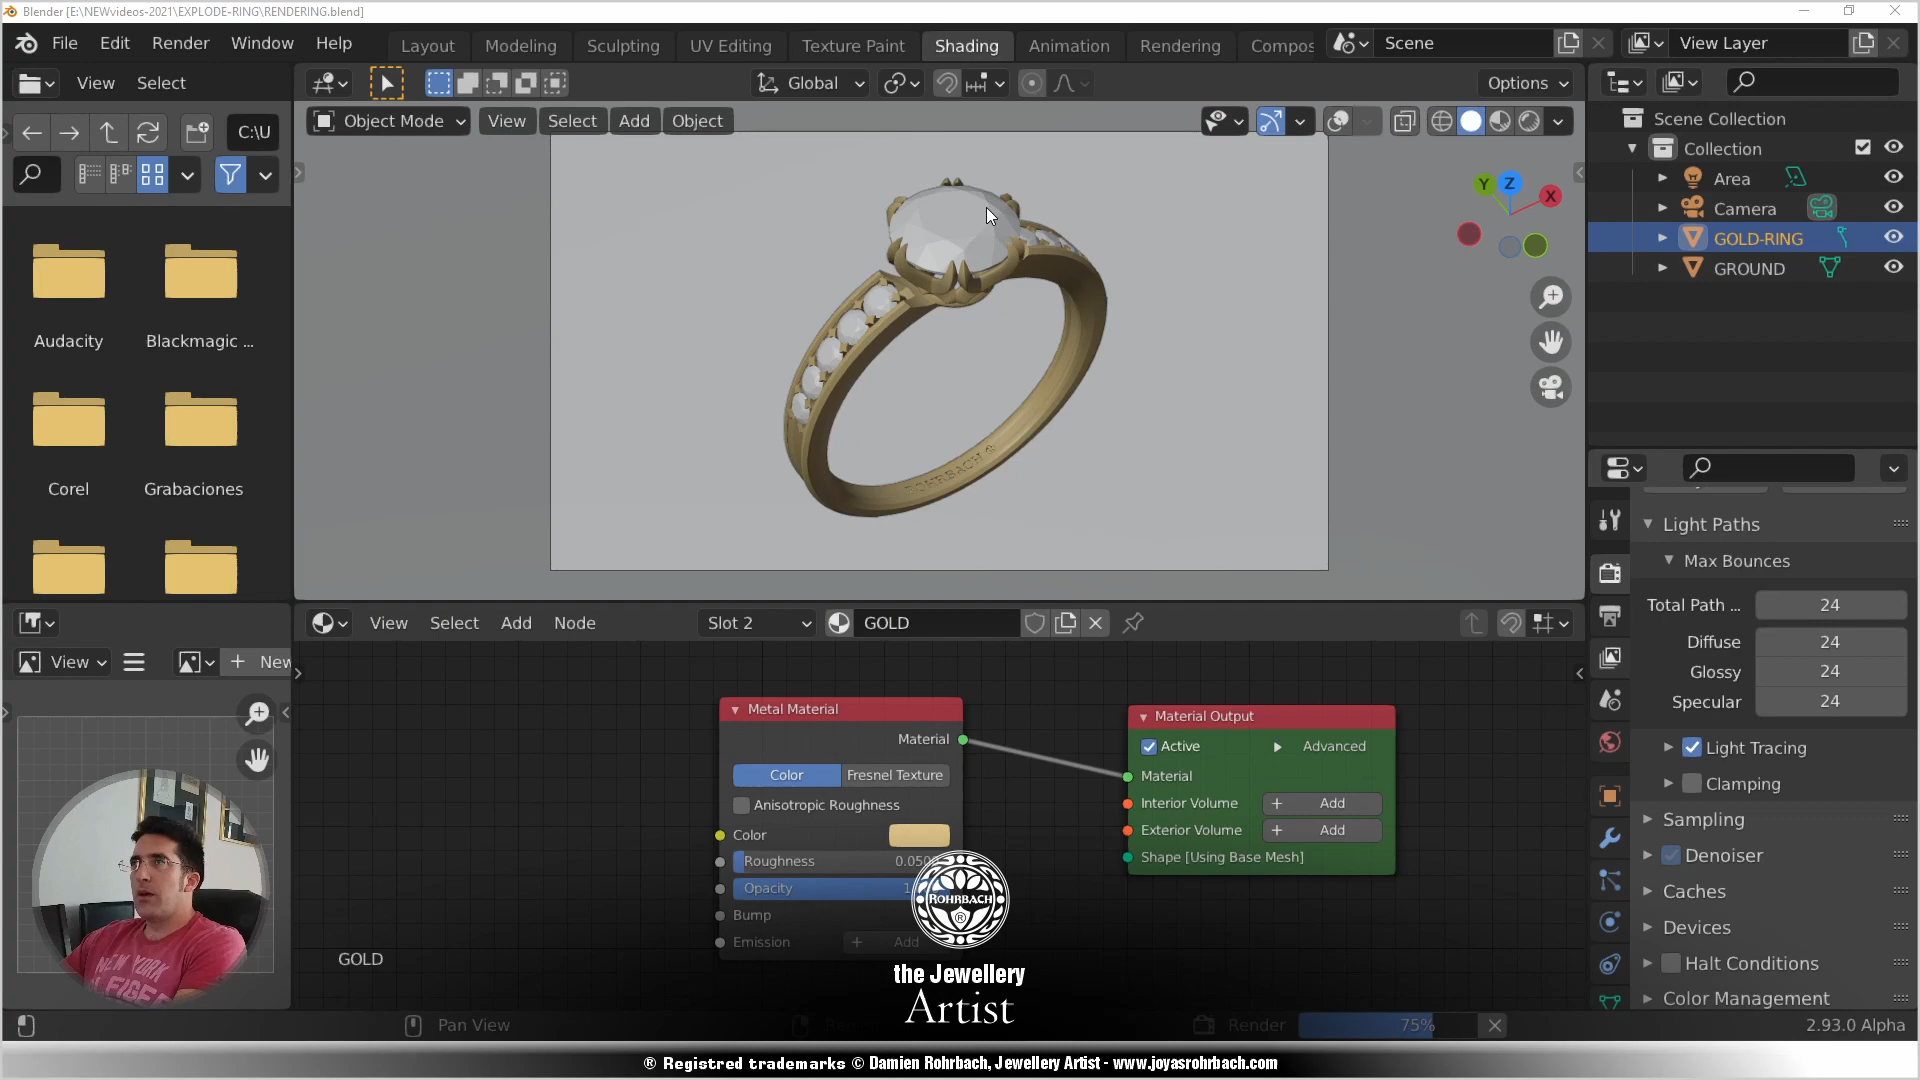 Blender [E:\NEWvideos-2021\EXPLODE-RING\RENDERING.blend]
File Edit Render Window Help Layout Modeling Sculpting UV Editing Texture Paint Shading Animation Rendering Compos Scene View Layer
View Select Global Options
Object Mode View Select Add Object
C:\U
Scene Collection
Collection
Area
Camera
GOLD-RING
GROUND
Y Z X
Audacity Blackmagic ...
Corel Grabaciones
ROHRBACH ®
Light Paths
Max Bounces
Total Path ... 24
Diffuse 24
Glossy 24
Specular 24
Light Tracing
Clamping
Sampling
Denoiser
Caches
Devices
Halt Conditions
Color Management
View Select Add Node Slot 2 GOLD
View New
Metal Material
Material
Color Fresnel Texture
Anisotropic Roughness
Color
Roughness
Opacity
Bump
Emission Add
Material Output
Active Advanced
Material
Interior Volume Add
Exterior Volume Add
Shape [Using Base Mesh]
NEW YORK
GOLD
ROHRBACH
®
the Jewellery
Artist
Pan View Render 75% 2.93.0 Alpha
® Registred trademarks © Damien Rohrbach, Jewellery Artist - www.joyasrohrbach.com